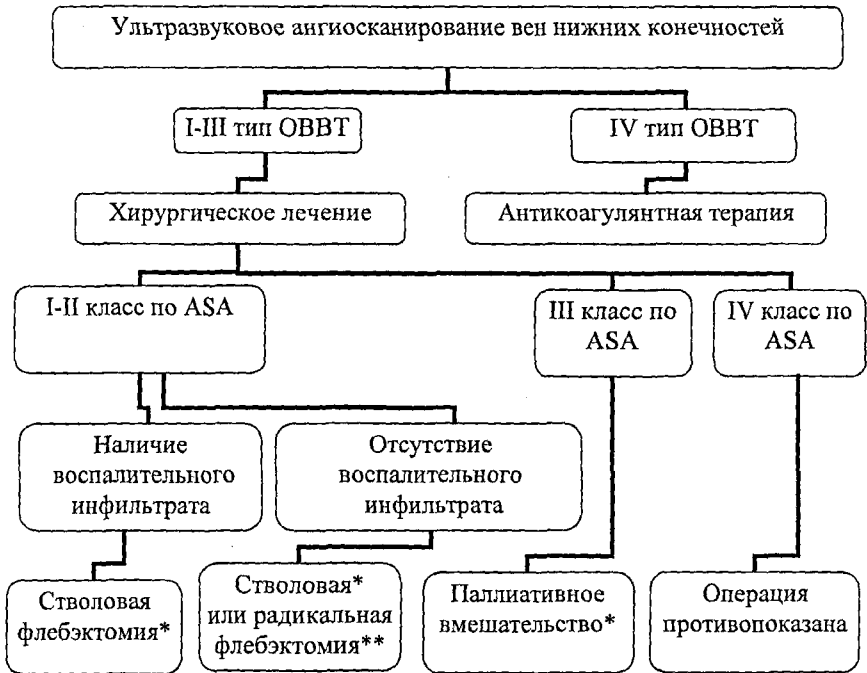 Ультразвуковое ангиосканирование вен нижних конечностей
I-III тип ОВВТ
IV тип ОВВТ
Хирургическое лечение
Антикоагулянтная терапия
I-II класс по ASA
III класс по
ASA
IV класс по
ASA
Наличие
воспалительного
инфильтрата
Отсутствие
воспалительного
инфильтрата
Стволовая
флебэктомия*
Стволовая*
или радикальная
флебэктомия**
Паллиативное
вмешательство*
Операция
противопоказана